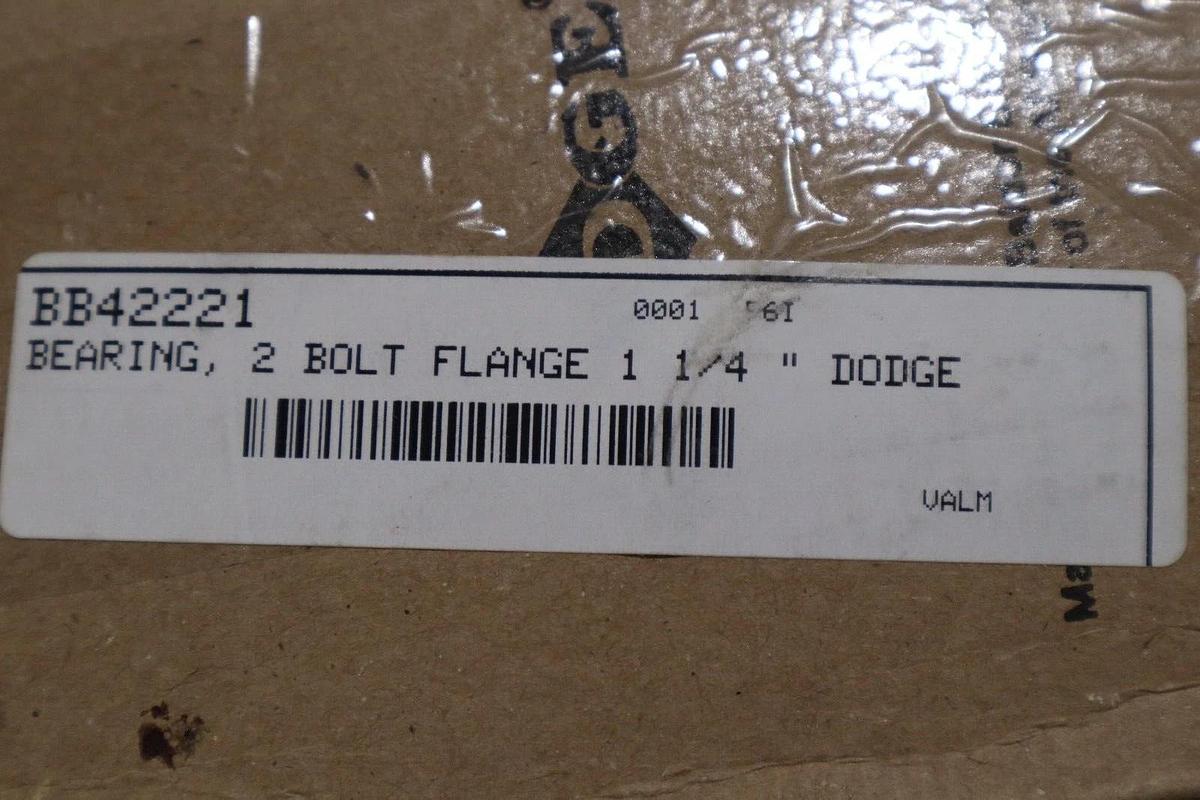 BB42221
0001
BEARING, 2 BOLT FLANGE 1 1/4 " DODGE
VALM